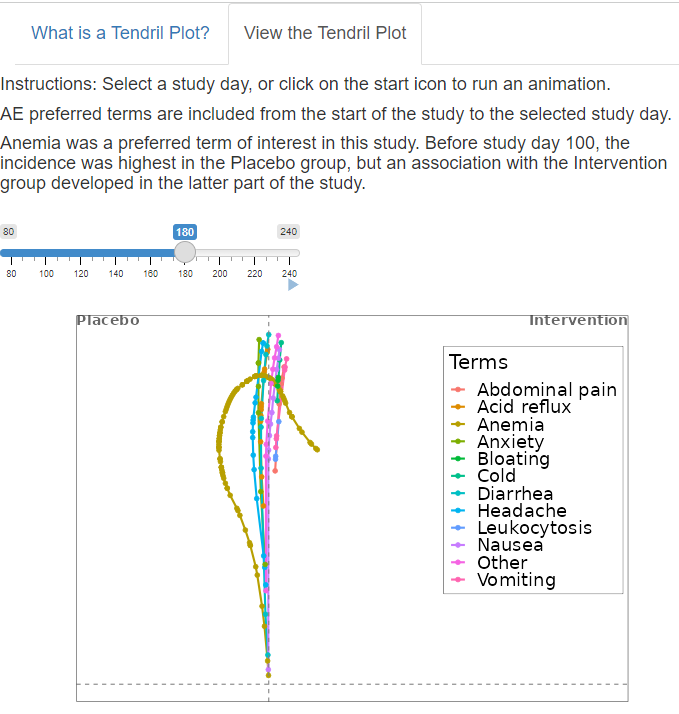 What is a Tendril Plot? View the Tendril Plot
Instructions: Select a study day, or click on the start icon to run an animation.
AE preferred terms are included from the start of the study to the selected study day.
Anemia was a preferred term of interest in this study. Before study day 100, the
incidence was highest in the Placebo group, but an association with the Intervention
group developed in the latter part of the study.
80 180 240
80 100 120 140 160 180 200 220 240
Placebo Intervention
Terms
Abdominal pain
Acid reflux
Anemia
Anxiety
Bloating
Cold
Diarrhea
Headache
Leukocytosis
Nausea
Other
Vomiting